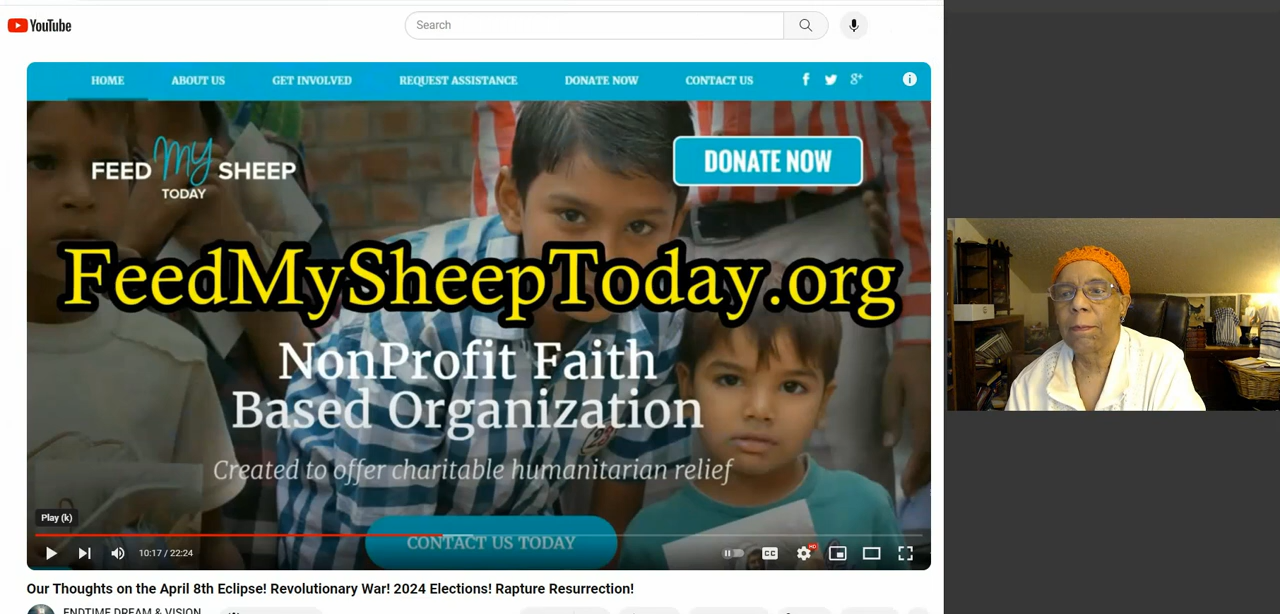 YouTube
Search
HOME ABOUT US GET INVOLVED REQUEST ASSISTANCE DONATE NOW CONTACT US
FEED my SHEEP
TODAY
DONATE NOW
FeedMySheepToday.org
NonProfit Faith
Based Organization
Created to offer charitable humanitarian relief
CONTACT US TODAY
Play (k)
10:17 / 22:24
CC
HD
Our Thoughts on the April 8th Eclipse! Revolutionary War! 2024 Elections! Rapture Resurrection!
ENDTIME DREAM & VISION